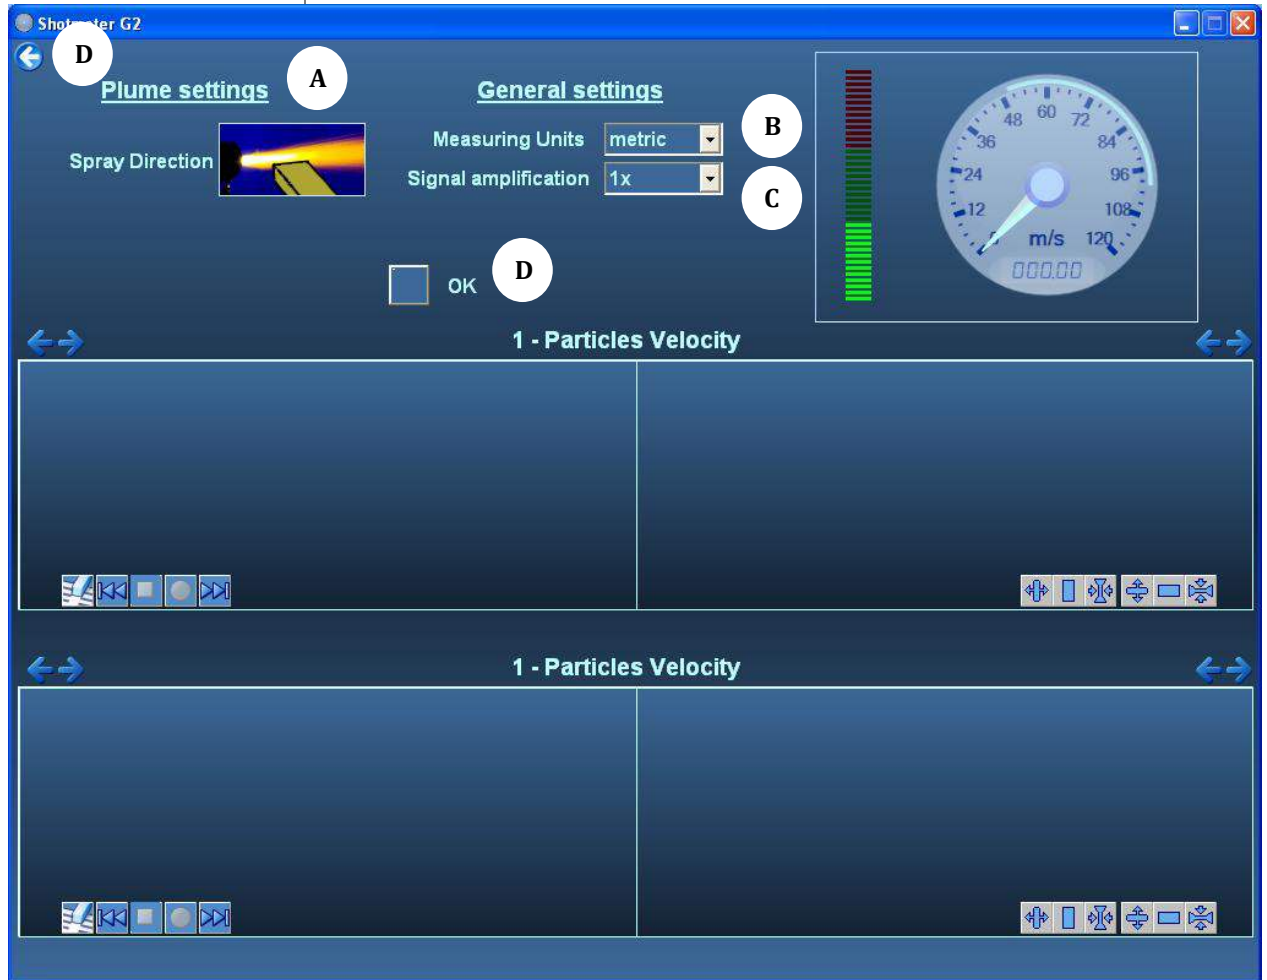 Shotmeter G2
D
Plume settings
A
General settings
Spray Direction
Measuring Units metric
B
Signal amplification 1x
C
OK
D
0 12 24 36 48 60 72 84 96 108 120
m/s
000.00
1 - Particles Velocity
1 - Particles Velocity